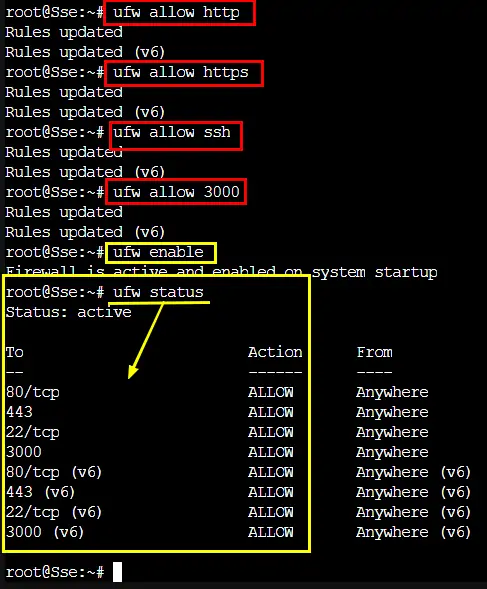 root@Sse:~# ufw allow http
Rules updated
Rules updated (v6)
root@Sse:~# ufw allow https
Rules updated
Rules updated (v6)
root@Sse:~# ufw allow ssh
Rules updated
Rules updated (v6)
root@Sse:~# ufw allow 3000
Rules updated
Rules updated (v6)
root@Sse:~# ufw enable
Firewall is active and enabled on system startup
root@Sse:~# ufw status
Status: active
To Action From
-- ------ ----
80/tcp ALLOW Anywhere
443 ALLOW Anywhere
22/tcp ALLOW Anywhere
3000 ALLOW Anywhere
80/tcp (v6) ALLOW Anywhere (v6)
443 (v6) ALLOW Anywhere (v6)
22/tcp (v6) ALLOW Anywhere (v6)
3000 (v6) ALLOW Anywhere (v6)
root@Sse:~#